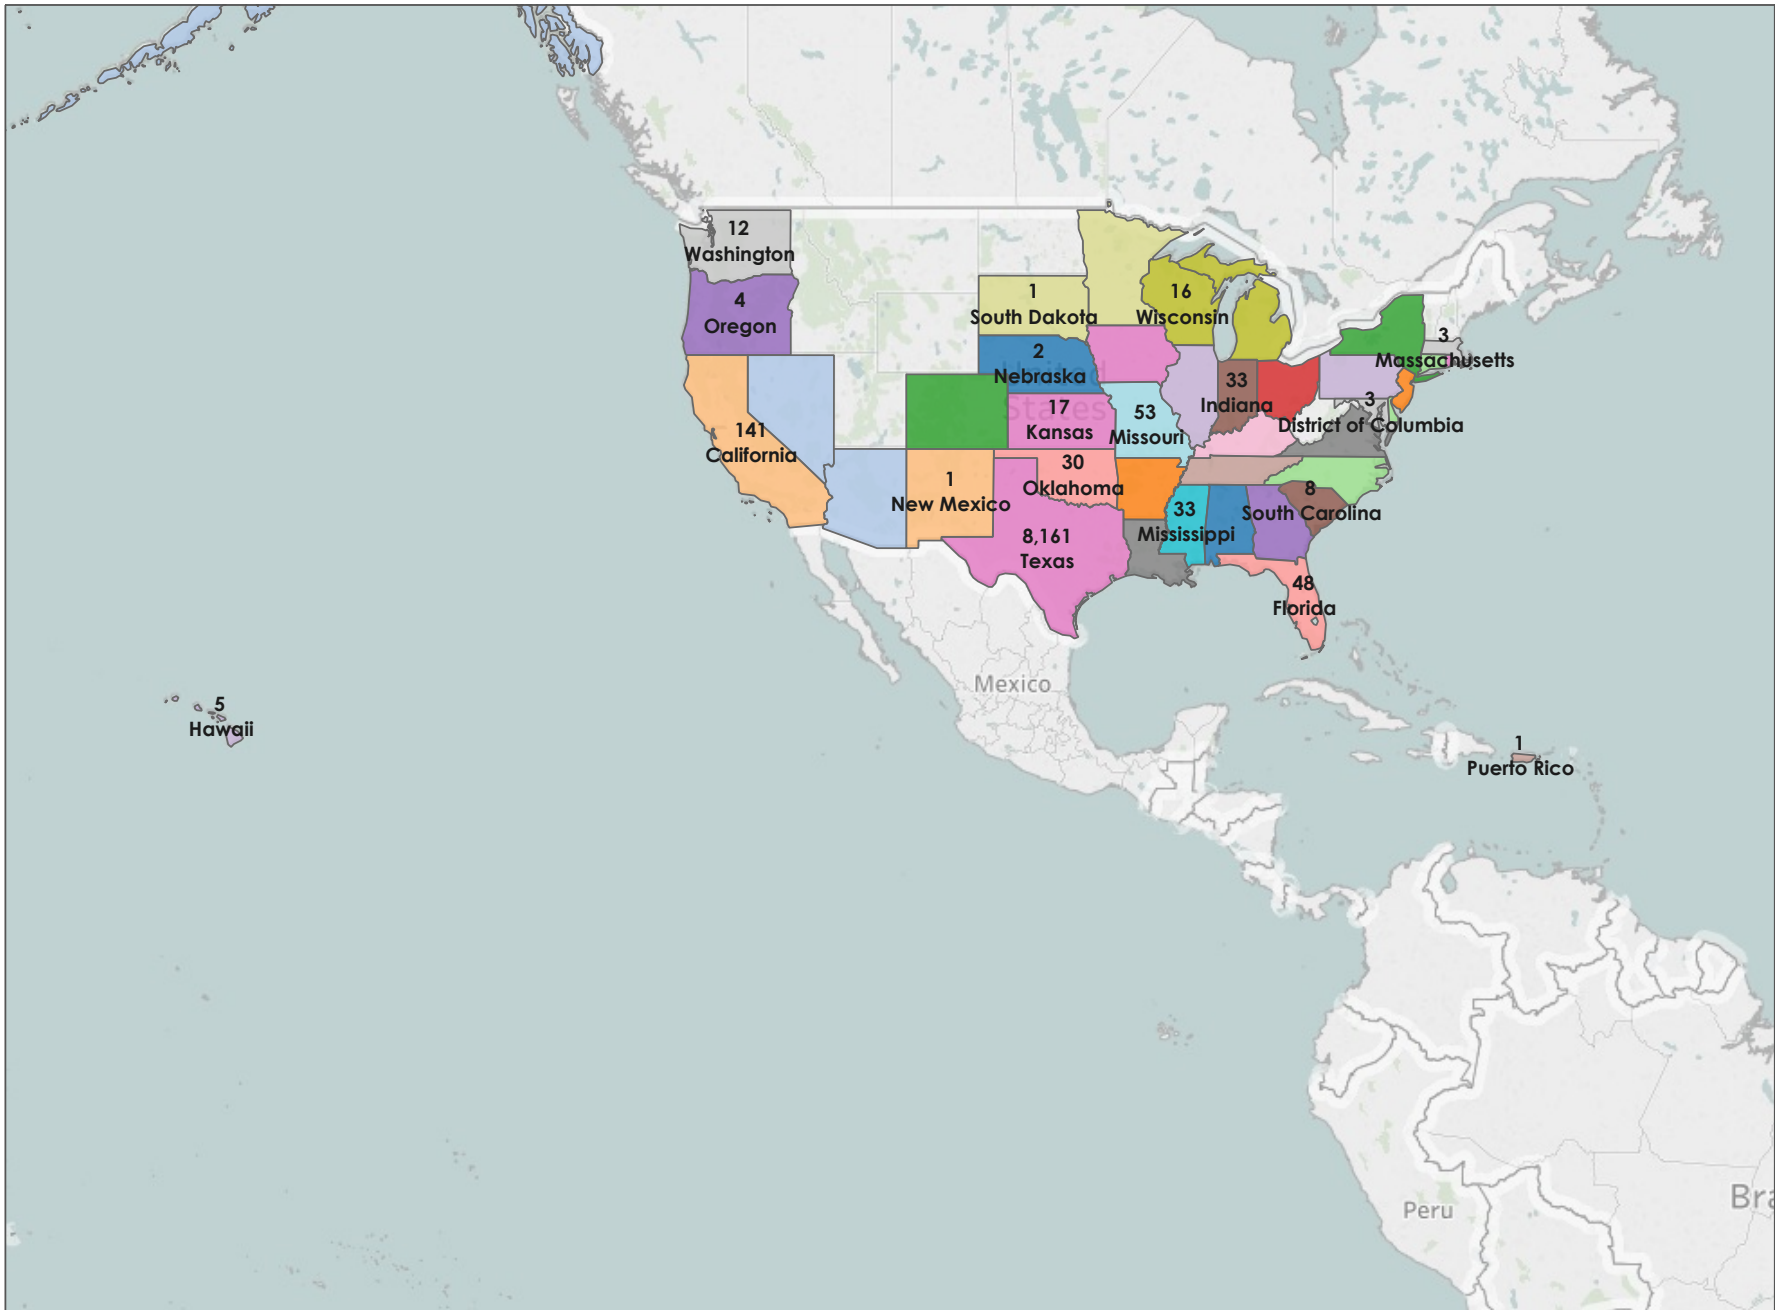 12
Washington
4
Oregon
1
South Dakota
16
Wisconsin
3
Massachusetts
2
Nebraska
United
States
33
Indiana
3
District of Columbia
17
Kansas
53
Missouri
141
California
30
Oklahoma
1
New Mexico
8
South Carolina
33
Mississippi
8,161
Texas
48
Florida
Mexico
5
Hawaii
1
Puerto Rico
Peru
Bra